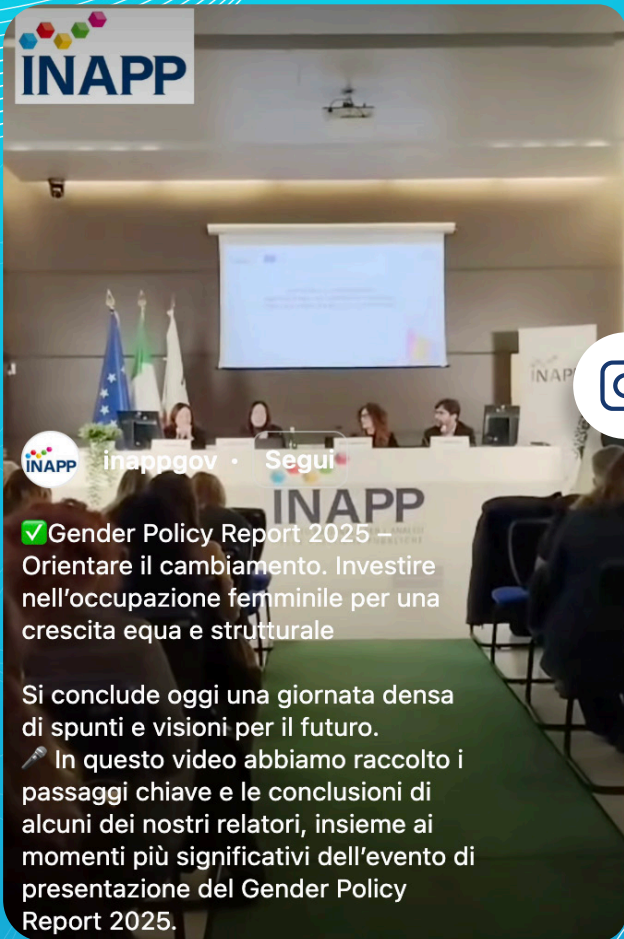 INAPP
INAPP
INAPP
inappgov · Segui
INAPP
✅Gender Policy Report 2025 –
Orientare il cambiamento. Investire
nell'occupazione femminile per una
crescita equa e strutturale
Si conclude oggi una giornata densa
di spunti e visioni per il futuro.
🎤 In questo video abbiamo raccolto i
passaggi chiave e le conclusioni di
alcuni dei nostri relatori, insieme ai
momenti più significativi dell'evento di
presentazione del Gender Policy
Report 2025.